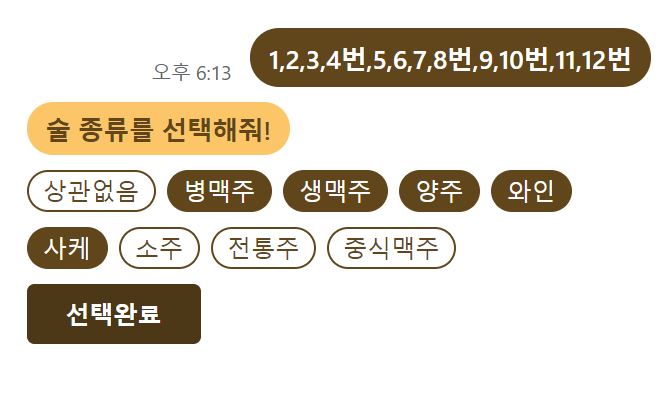 오후 6:13 1,2,3,4번,5,6,7,8번,9,10번,11,12번
술 종류를 선택해줘!
상관없음 병맥주 생맥주 양주 와인
사케 소주 전통주 중식맥주
선택완료